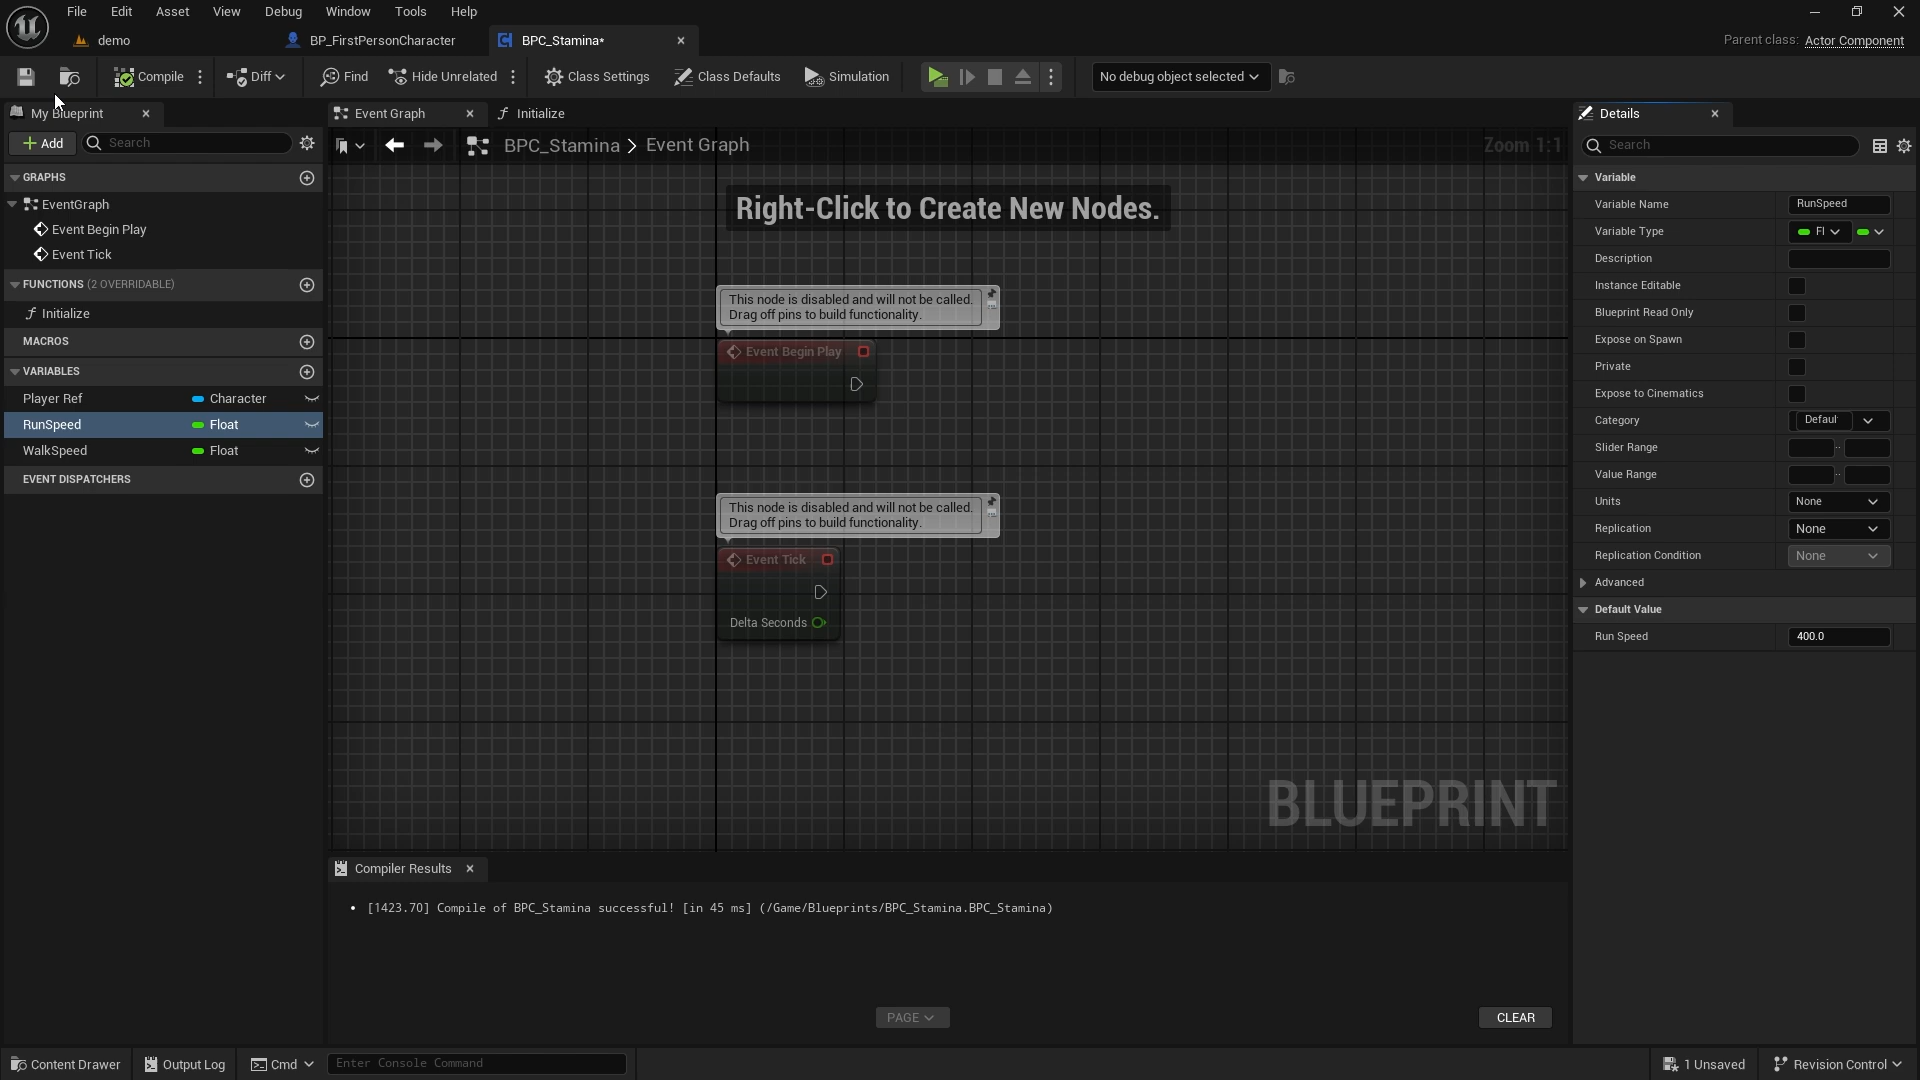 File Edit Asset View Debug Window Tools Help
demo BP_FirstPersonCharacter BPC_Stamina* Parent class: Actor Component
Compile Diff Find Hide Unrelated Class Settings Class Defaults Simulation No debug object selected
My Blueprint
Add Search
GRAPHS
EventGraph
Event Begin Play
Event Tick
FUNCTIONS (2 OVERRIDABLE)
Initialize
MACROS
VARIABLES
Player Ref Character
RunSpeed Float
WalkSpeed Float
EVENT DISPATCHERS
Event Graph Initialize
BPC_Stamina > Event Graph Zoom 1:1
Right-Click to Create New Nodes.
This node is disabled and will not be called.
Drag off pins to build functionality.
Event Begin Play
This node is disabled and will not be called.
Drag off pins to build functionality.
Event Tick
Delta Seconds
BLUEPRINT
Compiler Results
• [1423.70] Compile of BPC_Stamina successful! [in 45 ms] (/Game/Blueprints/BPC_Stamina.BPC_Stamina)
PAGE CLEAR
Details
Search
Variable
Variable Name RunSpeed
Variable Type Fl
Description
Instance Editable
Blueprint Read Only
Expose on Spawn
Private
Expose to Cinematics
Category Defaul
Slider Range ..
Value Range ..
Units None
Replication None
Replication Condition None
Advanced
Default Value
Run Speed 400.0
Content Drawer Output Log Cmd Enter Console Command 1 Unsaved Revision Control